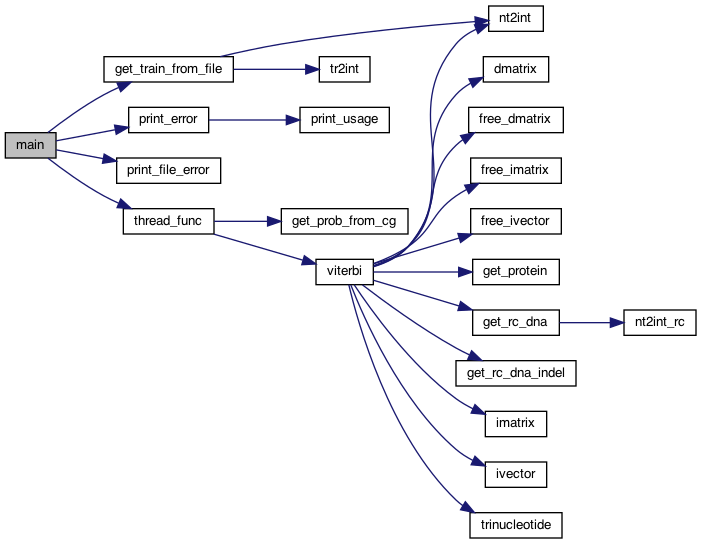 nt2int
get_train_from_file
tr2int
dmatrix
print_error
print_usage
free_dmatrix
main
print_file_error
free_imatrix
thread_func
get_prob_from_cg
free_ivector
viterbi
get_protein
get_rc_dna
nt2int_rc
get_rc_dna_indel
imatrix
ivector
trinucleotide